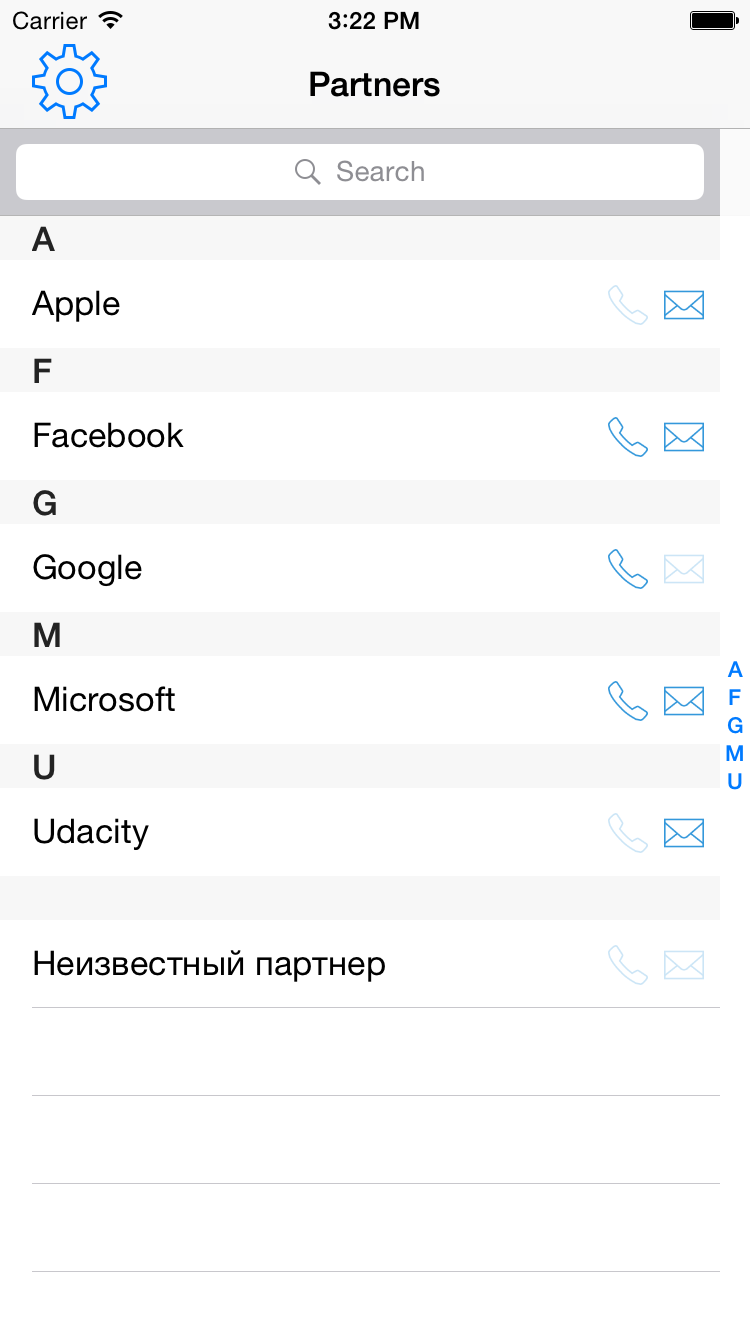 Carrier 3:22 PM
Partners
Search
A
Apple
F
Facebook
G
Google
M
Microsoft
U
Udacity
Неизвестный партнер
A
F
G
M
U